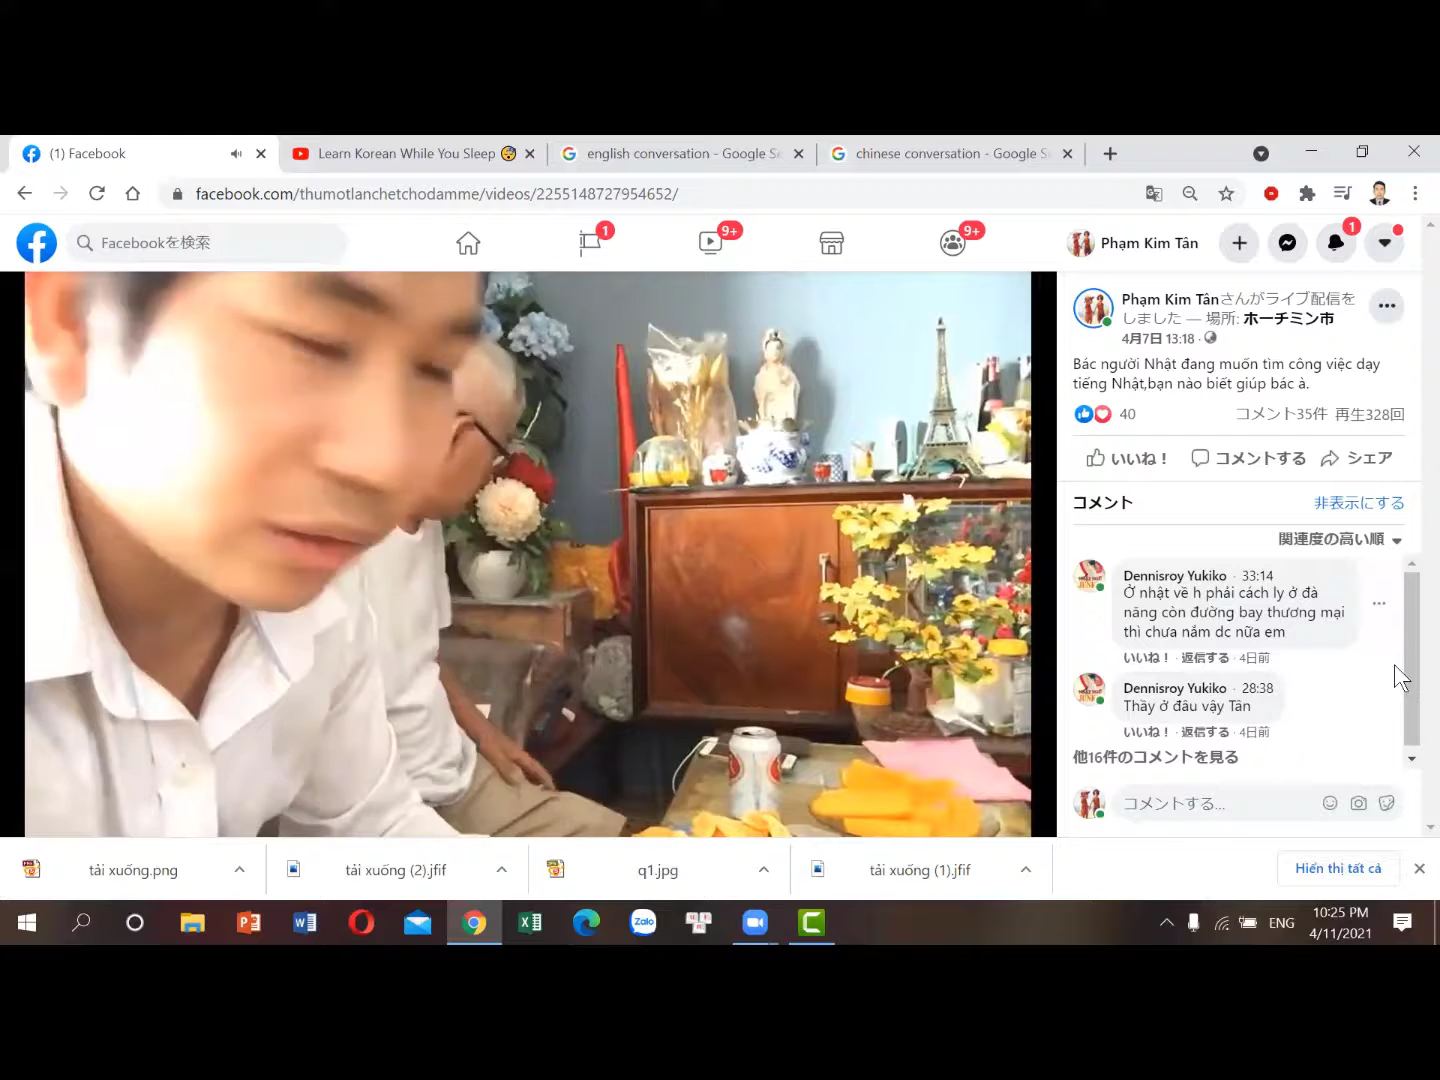 (1) Facebook
Learn Korean While You Sleep 😴
english conversation - Google Se
chinese conversation - Google Se
facebook.com/thumotlanchetchodamme/videos/2255148727954652/
Facebookを検索
1
9+
9+
Phạm Kim Tân
1
Phạm Kim Tânさんがライブ配信を
しました — 場所: ホーチミン市
4月7日 13:18 ·
Bác người Nhật đang muốn tìm công việc dạy
tiếng Nhật,bạn nào biết giúp bác à.
40
コメント35件 再生328回
いいね！ コメントする シェア
コメント
非表示にする
関連度の高い順
Dennisroy Yukiko · 33:14
Ở nhật về h phải cách ly ở đà
năng còn đường bay thương mại
thì chưa nắm dc nữa em
いいね！ · 返信する · 4日前
Dennisroy Yukiko · 28:38
Thầy ở đâu vậy Tân
いいね！ · 返信する · 4日前
他16件のコメントを見る
コメントする...
tải xuống.png
tải xuống (2).jfif
q1.jpg
tải xuống (1).jfif
Hiển thị tất cả
Zalo
ENG
10:25 PM
4/11/2021